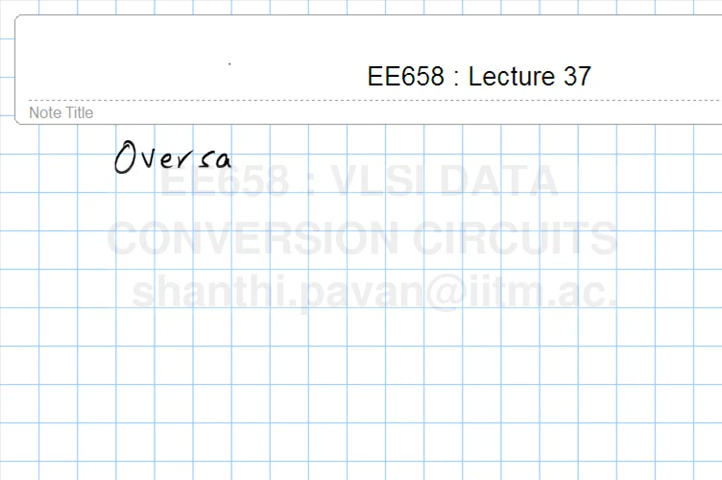 EE658 : Lecture 37
Note Title
Oversa
EE658 : VLSI DATA
CONVERSION CIRCUITS
shanthi.pavan@iitm.ac.